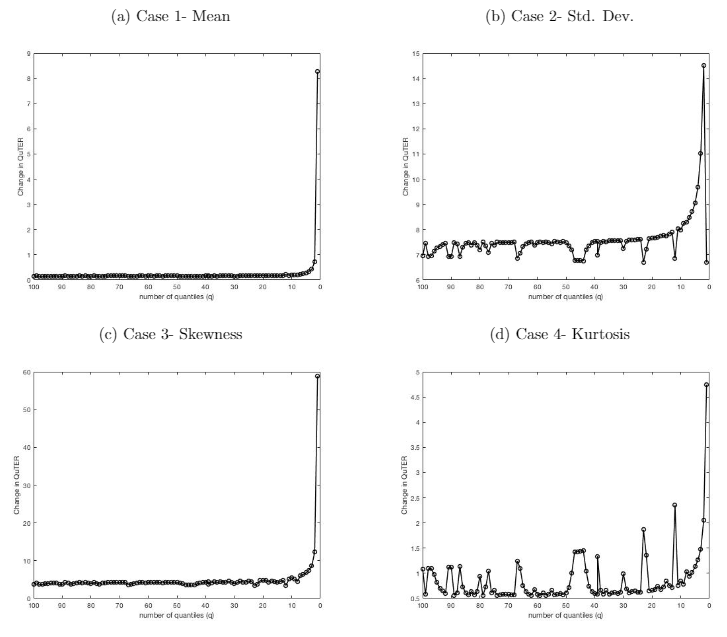 (a) Case 1- Mean
9
8
7
6
5
4
3
2
1
0
Change in QuTER
100 90 80 70 60 50 40 30 20 10 0
number of quantiles (q)
(b) Case 2- Std. Dev.
15
14
13
12
11
10
9
8
7
6
Change in QuTER
100 90 80 70 60 50 40 30 20 10 0
number of quantiles (q)
(c) Case 3- Skewness
60
50
40
30
20
10
0
Change in QuTER
100 90 80 70 60 50 40 30 20 10 0
number of quantiles (q)
(d) Case 4- Kurtosis
5
4.5
4
3.5
3
2.5
2
1.5
1
0.5
Change in QuTER
100 90 80 70 60 50 40 30 20 10 0
number of quantiles (q)